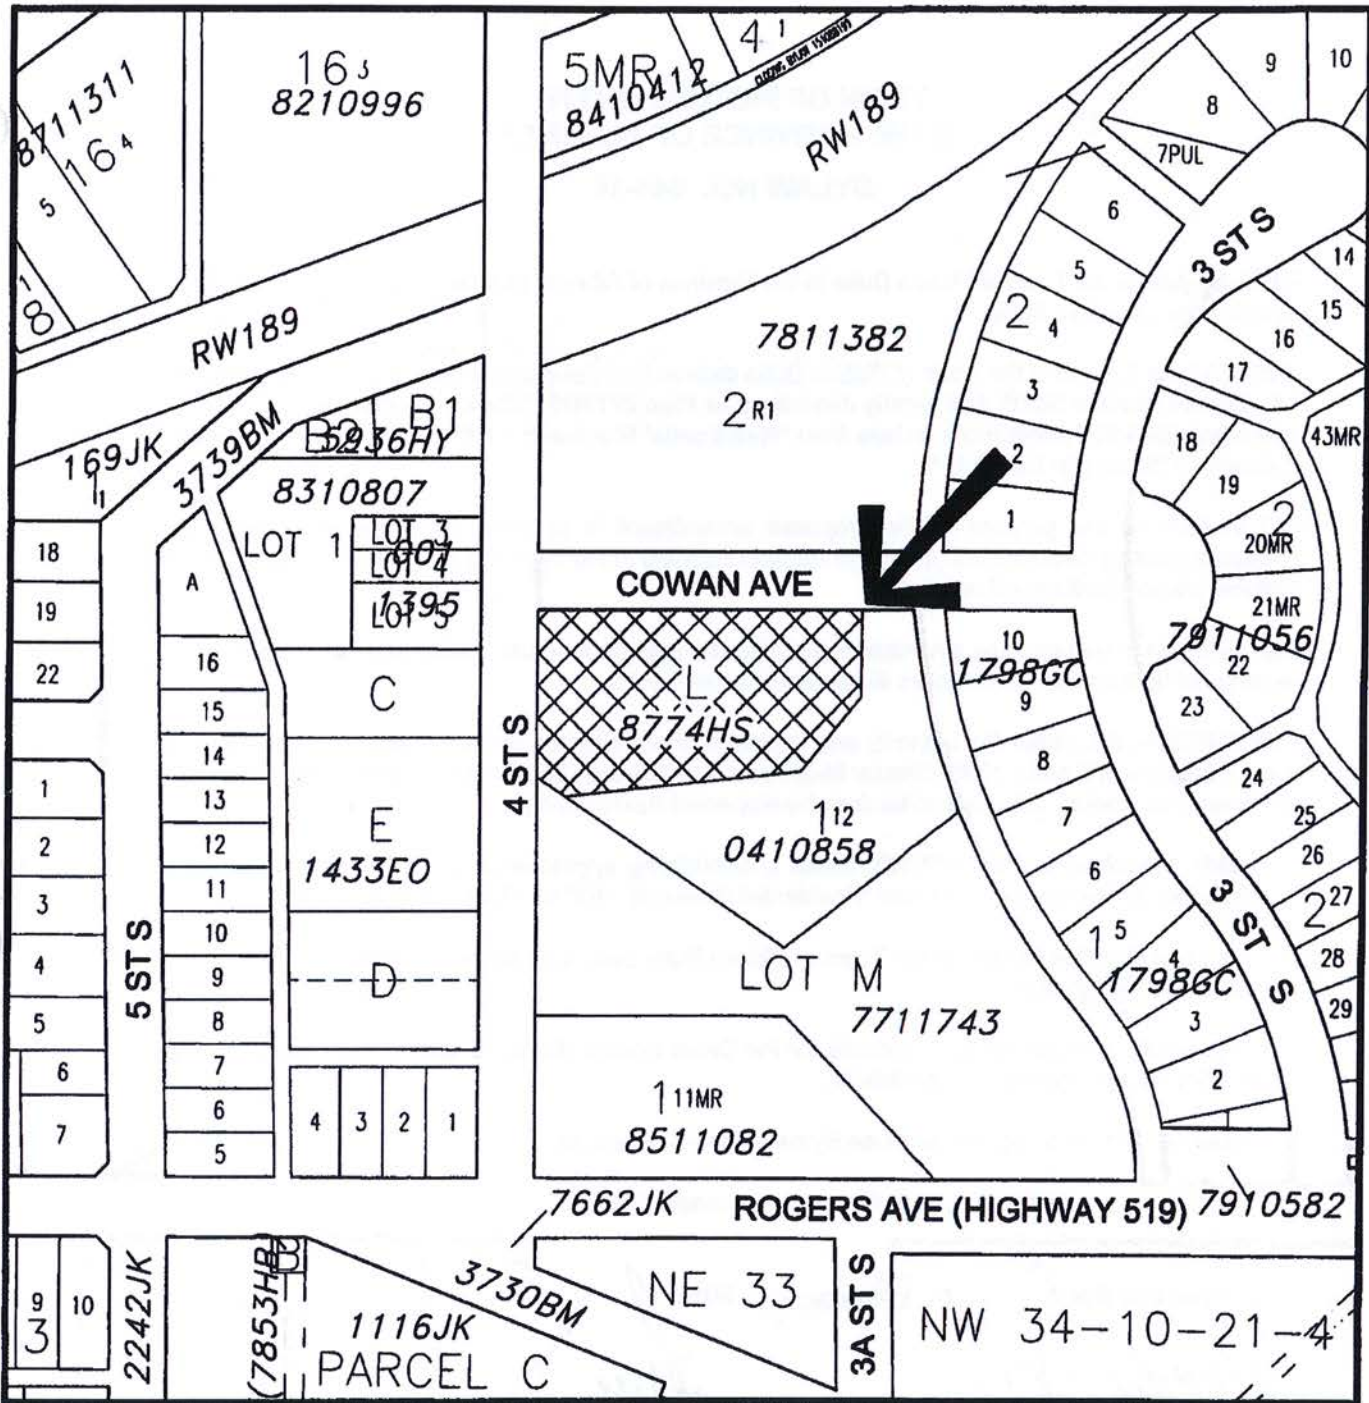 16 3
8210996
8711311
16 4
5
1
8
5MR
8410412
4 1
RW189
9
10
8
7PUL
6
3 ST S
5
2
4
14
15
16
17
RW189
7811382
2 R1
3
2
1
18
19
2
20MR
43MR
21MR
7911056
22
23
169JK
3739BM
B2
B1
5936HY
8310807
LOT 1
LOT 3
001
LOT 4
1395
LOT 5
18
19
22
A
16
15
14
13
12
11
10
9
8
7
6
5
COWAN AVE
L
8774HS
4 ST S
C
E
1433EO
D
10
1798GC
9
8
7
6
1 5
4
1798GC
3
2
24
25
26
2 27
28
29
3 ST S
1 12
0410858
LOT M
7711743
1
2
3
4
5
6
7
5 ST S
4
3
2
1
1 11MR
8511082
7662JK
ROGERS AVE (HIGHWAY 519)
7910582
9
10
3
2242JK
(7853HB)
B
1116JK
PARCEL C
3730BM
NE 33
3A ST S
NW 34-10-21-4